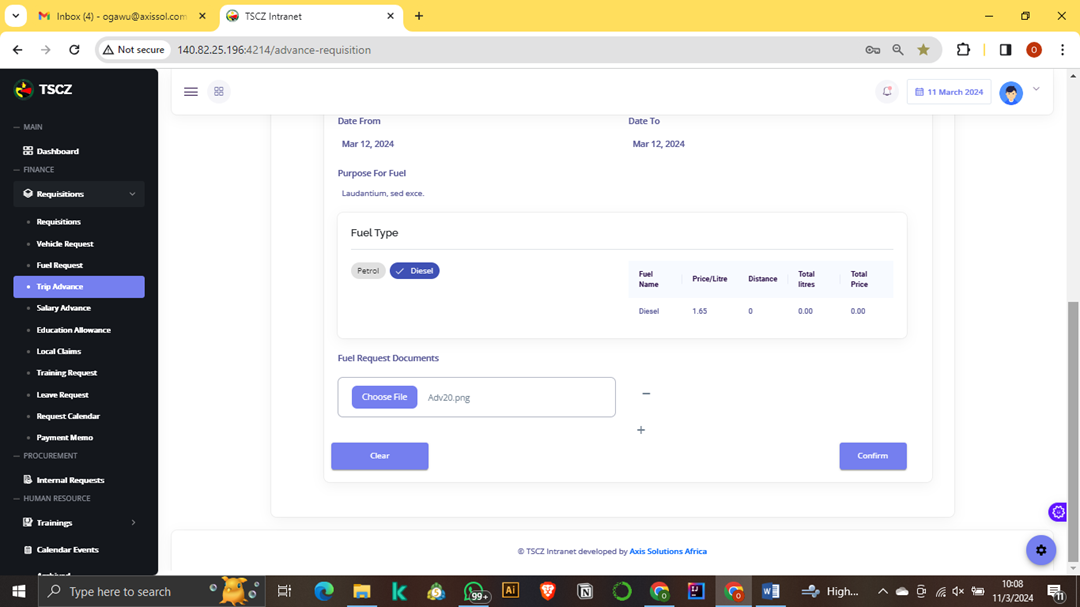 Inbox (4) - ogawu@axissol.com
TSCZ Intranet
Not secure
140.82.25.196:4214/advance-requisition
O
TSCZ
11 March 2024
MAIN
Dashboard
FINANCE
Requisitions
Requisitions
Vehicle Request
Fuel Request
Trip Advance
Salary Advance
Education Allowance
Local Claims
Training Request
Leave Request
Request Calendar
Payment Memo
PROCUREMENT
Internal Requests
HUMAN RESOURCE
Trainings
Calendar Events
Date From
Date To
Mar 12, 2024
Mar 12, 2024
Purpose For Fuel
Laudantium, sed exce.
Fuel Type
Petrol
Diesel
Fuel Name Price/Litre Distance Total litres Total Price
Diesel 1.65 0 0.00 0.00
Fuel Request Documents
Choose File Adv20.png
Clear
Confirm
© TSCZ Intranet developed by Axis Solutions Africa
Type here to search
99+
Ai
High...
10:08
11/3/2024
11